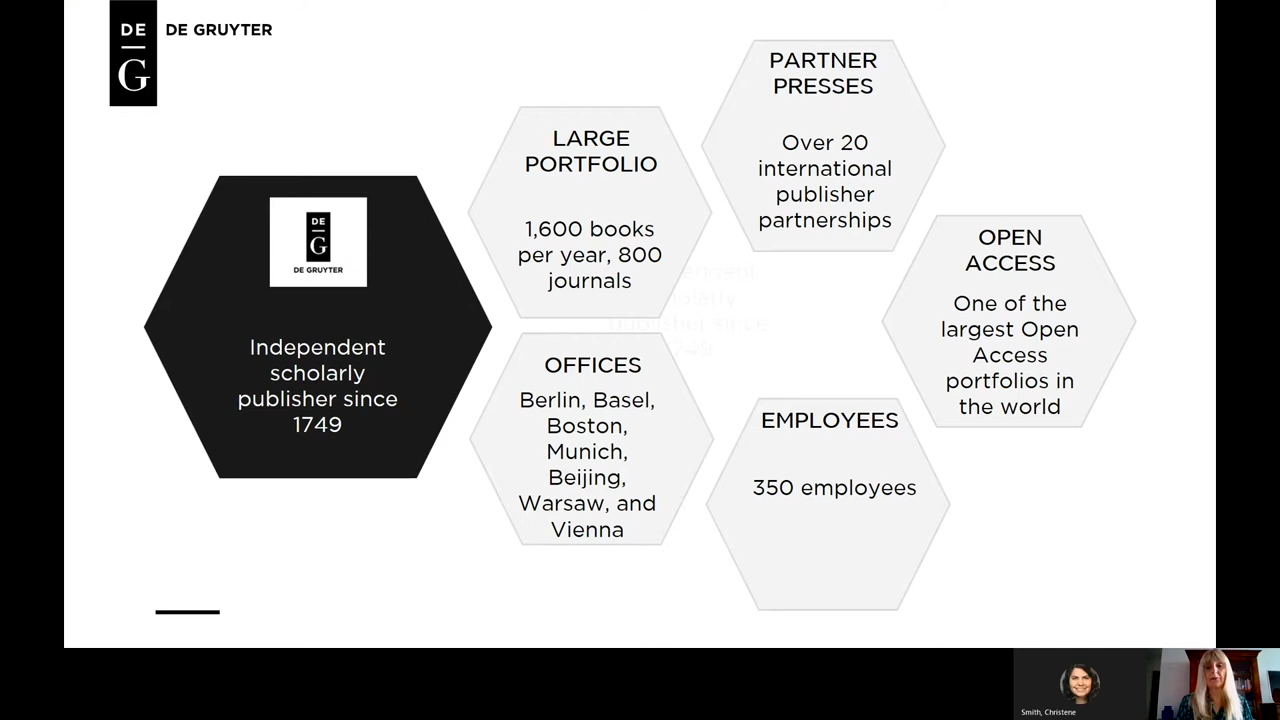 DE
G
DE GRUYTER
DE
G
DE GRUYTER
Independent
scholarly
publisher since
1749
LARGE
PORTFOLIO
1,600 books
per year, 800
journals
OFFICES
Berlin, Basel,
Boston,
Munich,
Beijing,
Warsaw, and
Vienna
PARTNER
PRESSES
Over 20
international
publisher
partnerships
EMPLOYEES
350 employees
OPEN
ACCESS
One of the
largest Open
Access
portfolios in
the world
Smith, Christene